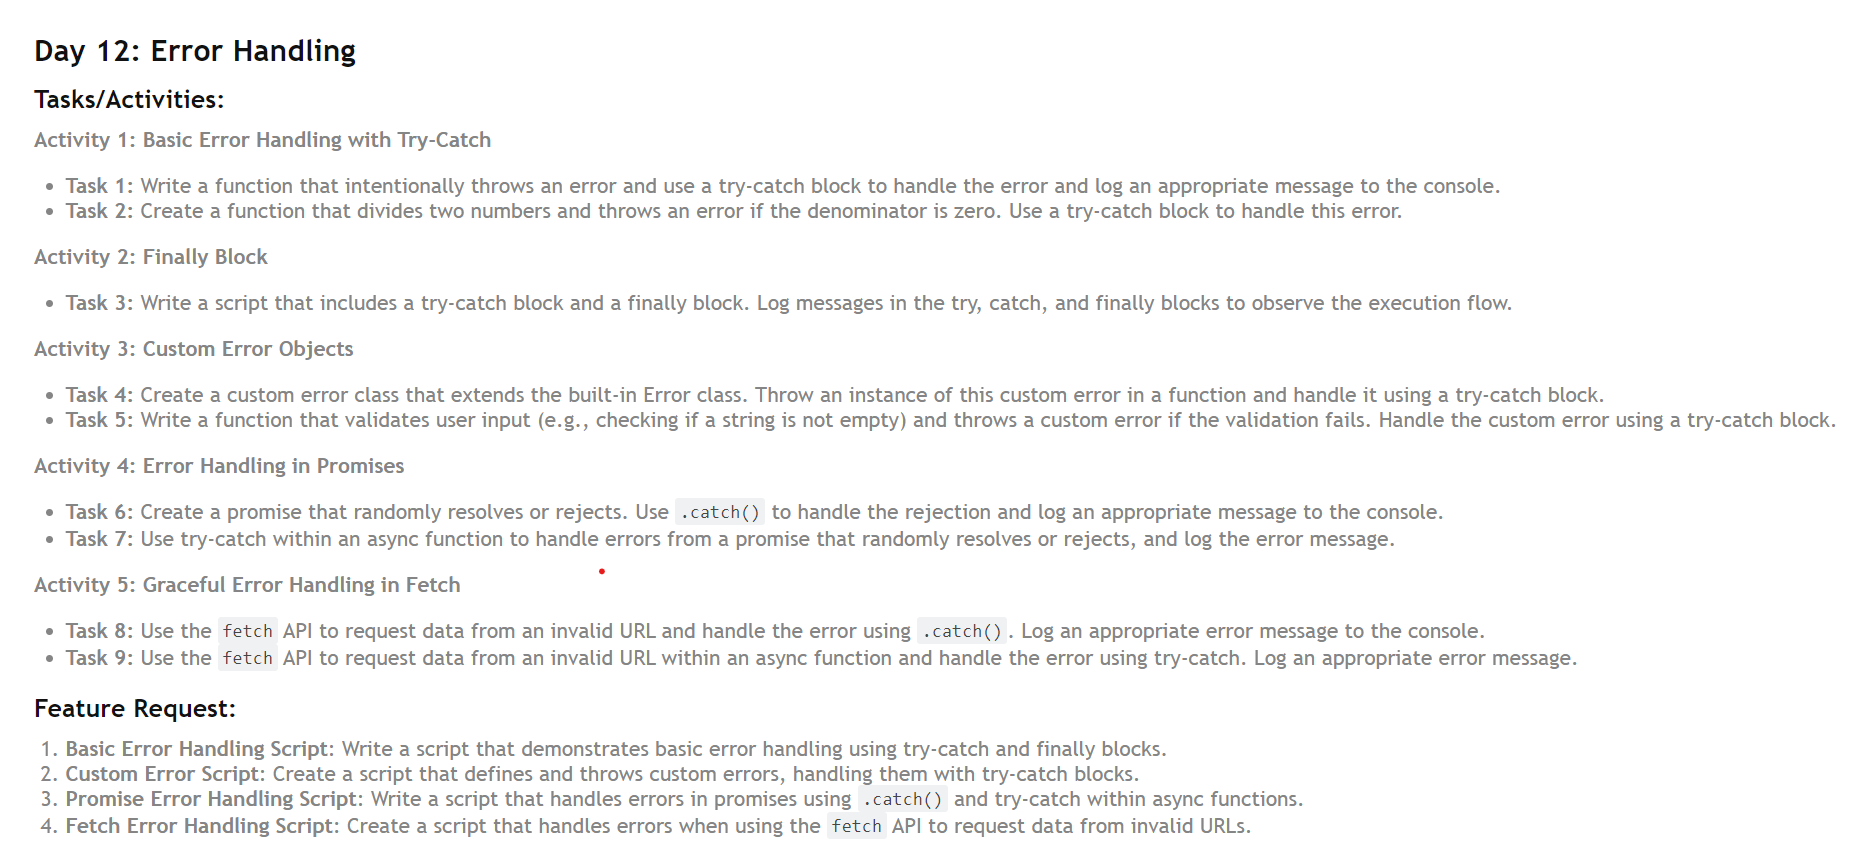 Day 12: Error Handling
Tasks/Activities:
Activity 1: Basic Error Handling with Try-Catch
• Task 1: Write a function that intentionally throws an error and use a try-catch block to handle the error and log an appropriate message to the console.
• Task 2: Create a function that divides two numbers and throws an error if the denominator is zero. Use a try-catch block to handle this error.
Activity 2: Finally Block
• Task 3: Write a script that includes a try-catch block and a finally block. Log messages in the try, catch, and finally blocks to observe the execution flow.
Activity 3: Custom Error Objects
• Task 4: Create a custom error class that extends the built-in Error class. Throw an instance of this custom error in a function and handle it using a try-catch block.
• Task 5: Write a function that validates user input (e.g., checking if a string is not empty) and throws a custom error if the validation fails. Handle the custom error using a try-catch block.
Activity 4: Error Handling in Promises
• Task 6: Create a promise that randomly resolves or rejects. Use .catch() to handle the rejection and log an appropriate message to the console.
• Task 7: Use try-catch within an async function to handle errors from a promise that randomly resolves or rejects, and log the error message.
Activity 5: Graceful Error Handling in Fetch
• Task 8: Use the fetch API to request data from an invalid URL and handle the error using .catch(). Log an appropriate error message to the console.
• Task 9: Use the fetch API to request data from an invalid URL within an async function and handle the error using try-catch. Log an appropriate error message.
Feature Request:
1. Basic Error Handling Script: Write a script that demonstrates basic error handling using try-catch and finally blocks.
2. Custom Error Script: Create a script that defines and throws custom errors, handling them with try-catch blocks.
3. Promise Error Handling Script: Write a script that handles errors in promises using .catch() and try-catch within async functions.
4. Fetch Error Handling Script: Create a script that handles errors when using the fetch API to request data from invalid URLs.